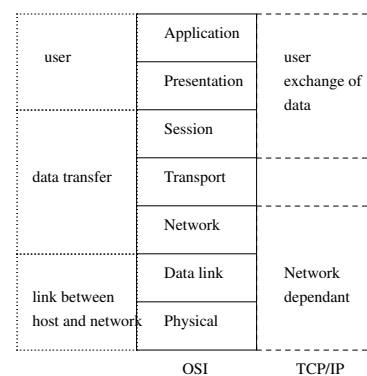 Application
user
user
Presentation
exchange of
data
Session
data transfer
Transport
Network
Data link
Network
link between
dependant
host and network
Physical
OSI
TCP/IP